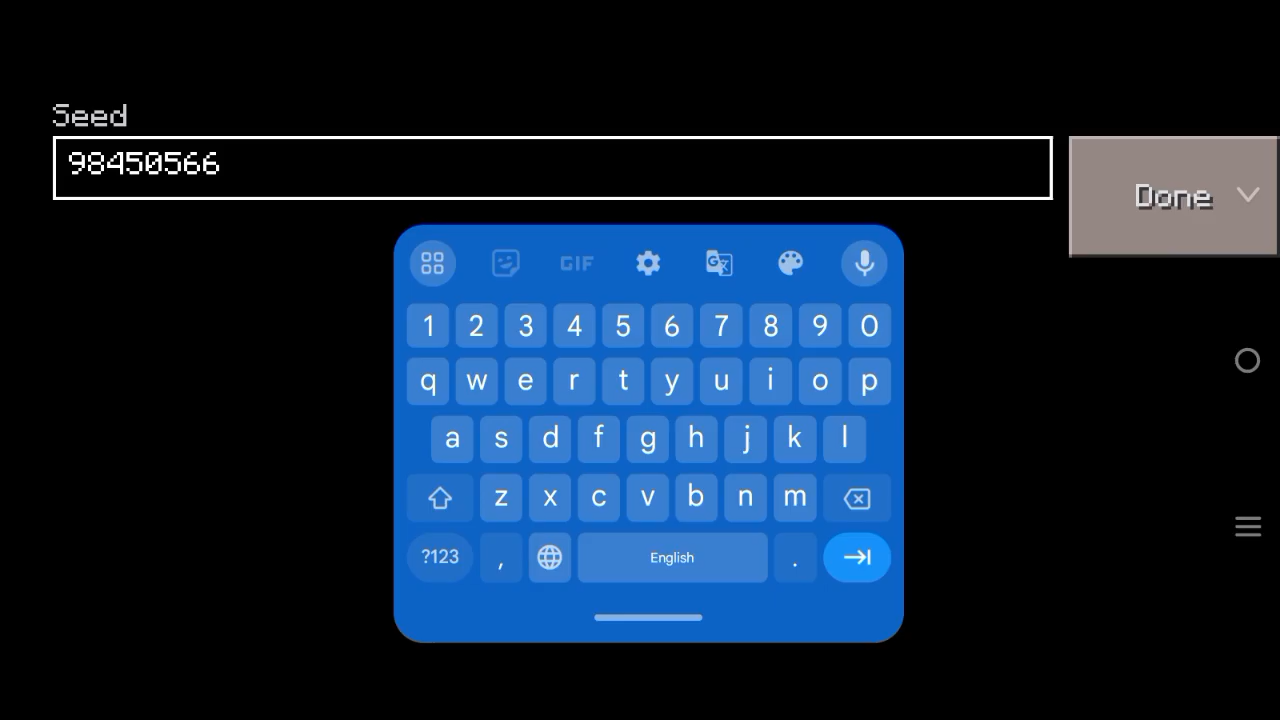 Seed
98450566
Done
GIF
G
1 2 3 4 5 6 7 8 9 0
q w e r t y u i o p
a s d f g h j k l
z x c v b n m
?123 , English .